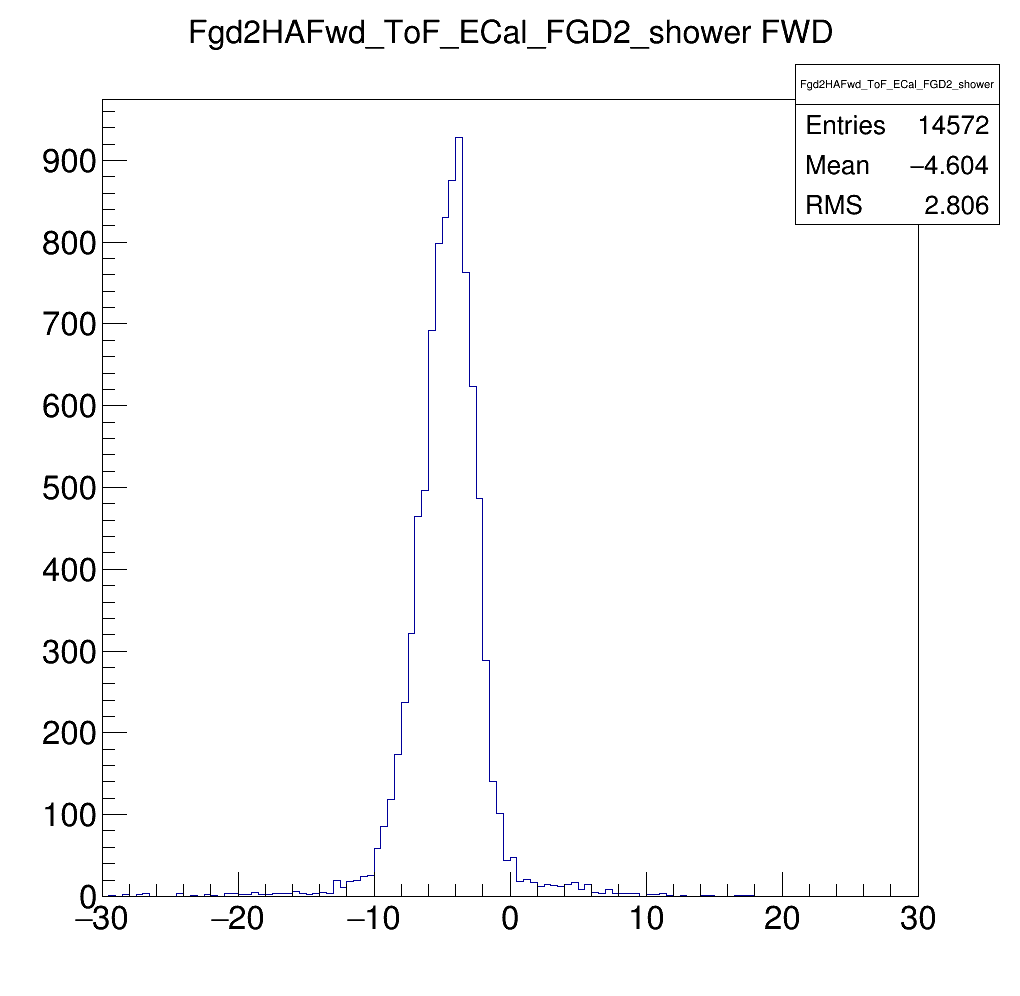 Fgd2HAFwd_ToF_ECal_FGD2_shower FWD
Fgd2HAFwd_ToF_ECal_FGD2_shower
Entries 14572
Mean −4.604
RMS 2.806
900
800
700
600
500
400
300
200
100
0
−30 −20 −10 0 10 20 30